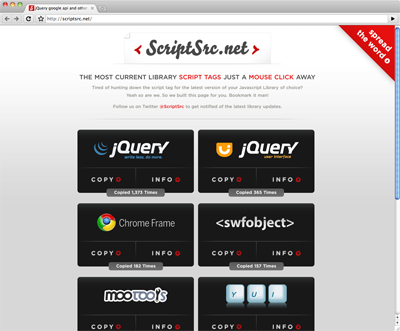 jQuery google api and othe
http://scriptsrc.net/
< ScriptSrc.net >
spread
the word
THE MOST CURRENT LIBRARY SCRIPT TAGS JUST A MOUSE CLICK AWAY
Tired of hunting down the script tag for the latest version of your Javascript Library of choice?
Yeah so are we. So we built this page for you. Bookmark it man!
Follow us on Twitter @ScriptSrc to get notified of the latest library updates.
jQuery
write less, do more.
COPY INFO
Copied 1,373 Times
jQuery
user interface
COPY INFO
Copied 365 Times
Chrome Frame
COPY INFO
Copied 182 Times
<swfobject>
COPY INFO
Copied 157 Times
mootools
YUI